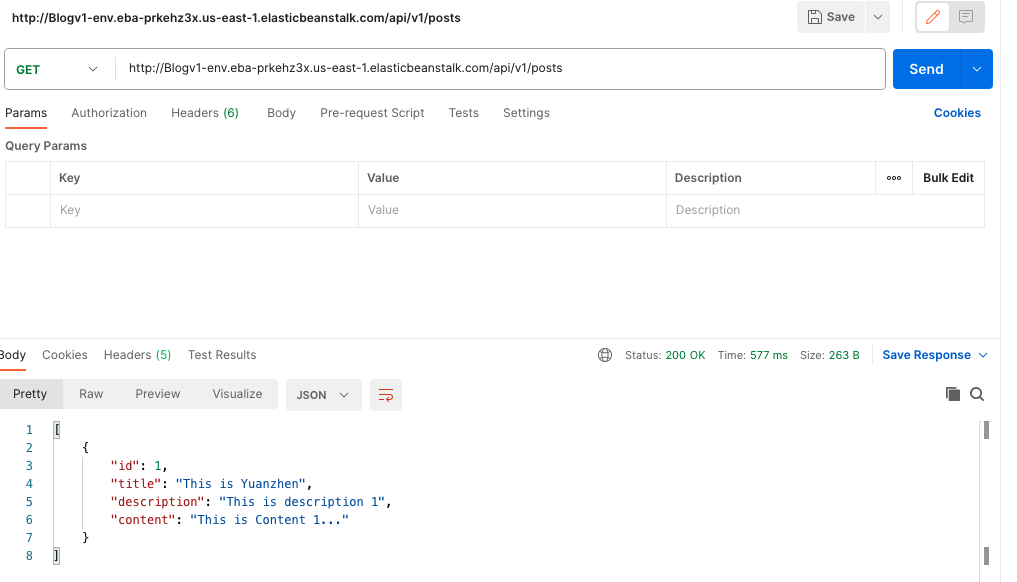 http://Blogv1-env.eba-prkehz3x.us-east-1.elasticbeanstalk.com/api/v1/posts
Save
GET http://Blogv1-env.eba-prkehz3x.us-east-1.elasticbeanstalk.com/api/v1/posts Send
Params Authorization Headers (6) Body Pre-request Script Tests Settings Cookies
Query Params
Key Value Description Bulk Edit
Key Value Description
Body Cookies Headers (5) Test Results Status: 200 OK Time: 577 ms Size: 263 B Save Response
Pretty Raw Preview Visualize JSON
1 [
2 {
3 "id": 1,
4 "title": "This is Yuanzhen",
5 "description": "This is description 1",
6 "content": "This is Content 1..."
7 }
8 ]